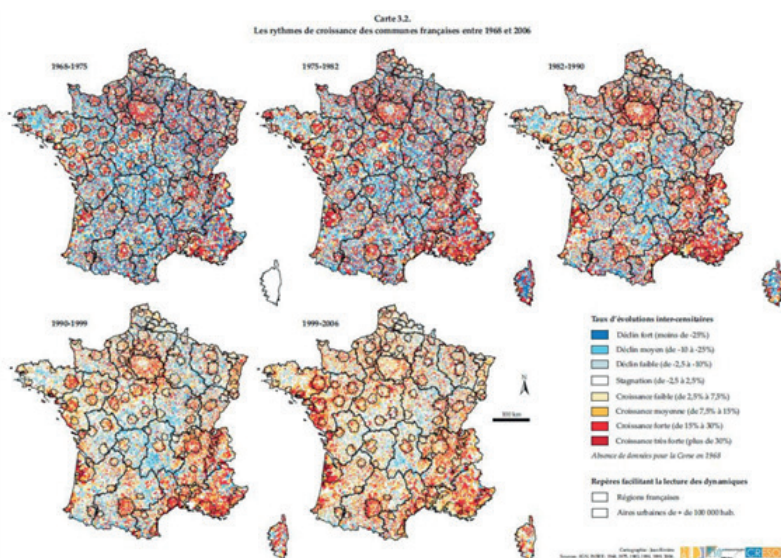 Carte 3.2.
Les rythmes de croissance des communes françaises entre 1968 et 2006
1968-1975
1975-1982
1982-1990
1990-1999
1999-2006
N
100 km
Taux d'évolutions inter-censitaires
Déclin fort (moins de -25%)
Déclin moyen (de -10 à -25%)
Déclin faible (de -2,5 à -10%)
Stagnation (de -2,5 à 2,5%)
Croissance faible (de 2,5% à 7,5%)
Croissance moyenne (de 7,5% à 15%)
Croissance forte (de 15% à 30%)
Croissance très forte (plus de 30%)
Absence de données pour la Corse en 1968
Repères facilitant la lecture des dynamiques
Régions françaises
Aires urbaines de + de 100 000 hab.